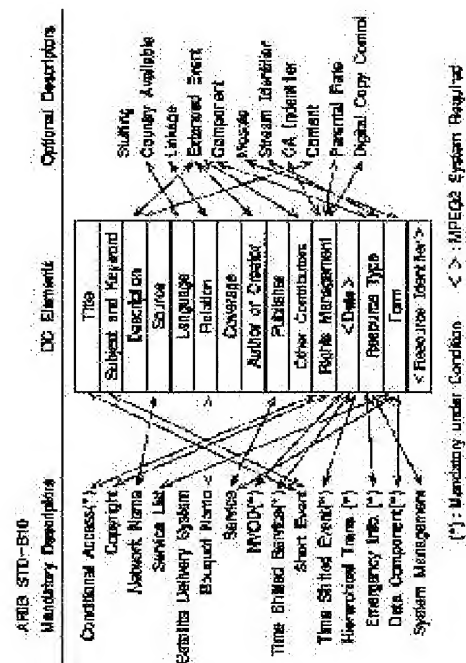 ARIB STD-B10
Mandatory Descriptors
DC Elements
Optional Descriptors
Conditional Access(*)
Copyright
Network Name
Service List
Satellite Delivery System
Bouquet Name
Service
NVOD(*)
Time Shifted Service(*)
Short Event
Time Shifted Event(*)
Hierarchical Trans.(*)
Emergency Info.(*)
Data Component(*)
System Management
Title
Subject and Keyword
Description
Source
Language
Relation
Coverage
Author or Creator
Publisher
Other Contributors
Rights Management
< Date >
Resource Type
Form
< Resource Identifier>
Stuffing
Country Available
Linkage
Extended Event
Component
Mosaic
Stream Identifier
CA Indentifier
Content
Parental Rate
Digital Copy Control
(*): Mandatory under Condition < > :MPEG2 System Required